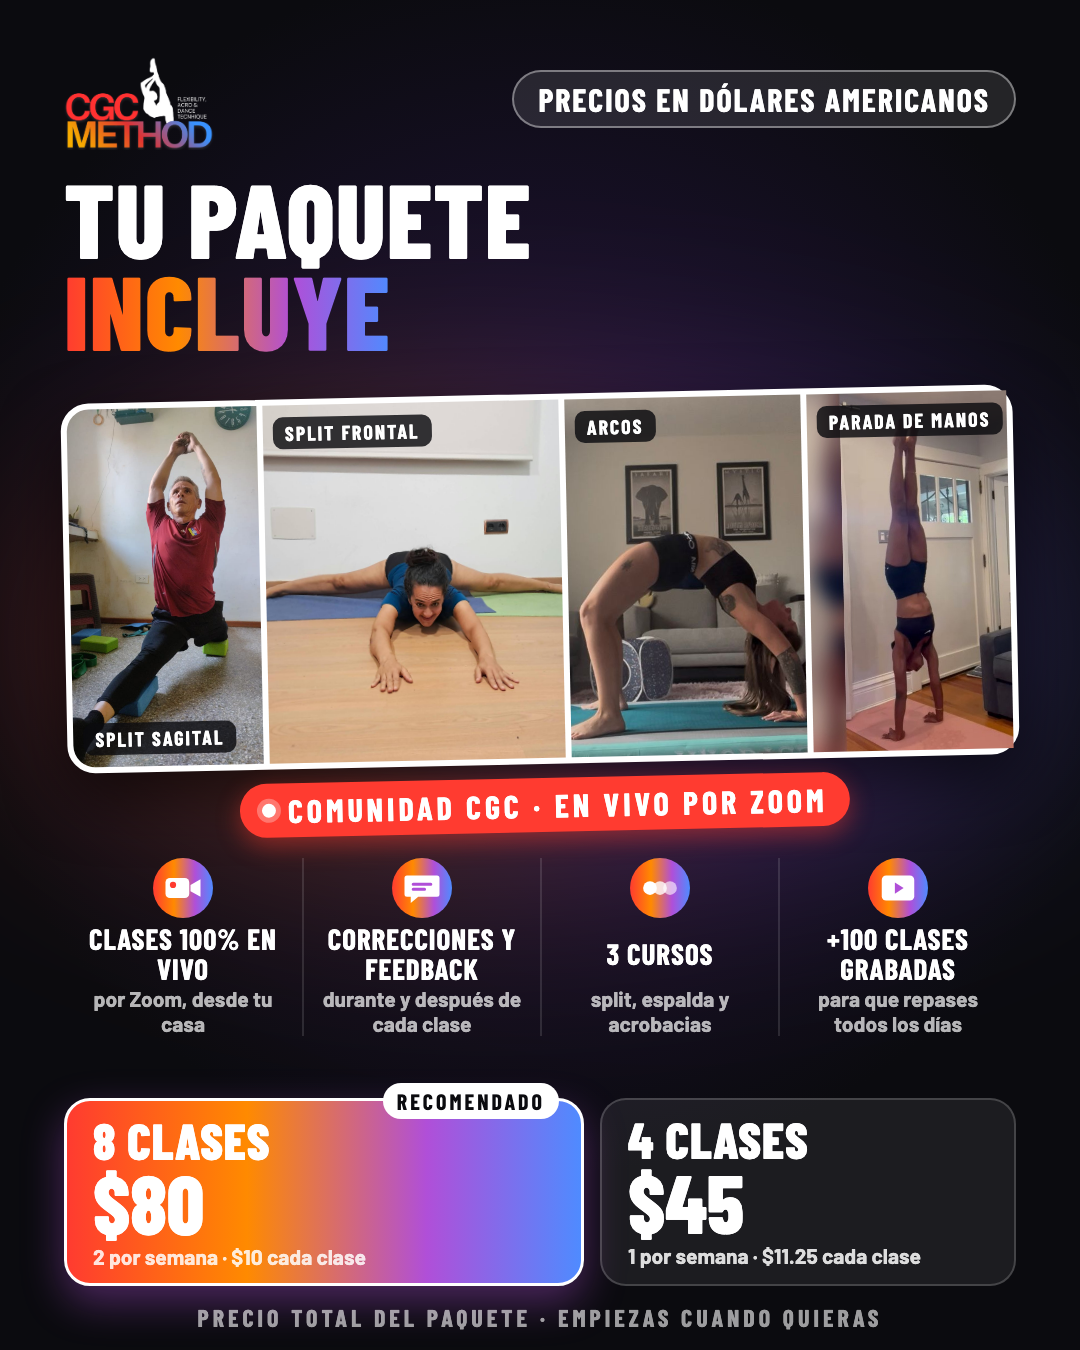 CGC
FLEXIBILITY,
ACRO &
DANCE
TECNHIQUE
METHOD
PRECIOS EN DÓLARES AMERICANOS
TU PAQUETE
INCLUYE
SPLIT SAGITAL
SPLIT FRONTAL
ARCOS
PARADA DE MANOS
COMUNIDAD CGC · EN VIVO POR ZOOM
CLASES 100% EN
VIVO
por Zoom, desde tu
casa
CORRECCIONES Y
FEEDBACK
durante y después de
cada clase
3 CURSOS
split, espalda y
acrobacias
+100 CLASES
GRABADAS
para que repases
todos los días
RECOMENDADO
8 CLASES
$80
2 por semana · $10 cada clase
4 CLASES
$45
1 por semana · $11.25 cada clase
PRECIO TOTAL DEL PAQUETE · EMPIEZAS CUANDO QUIERAS